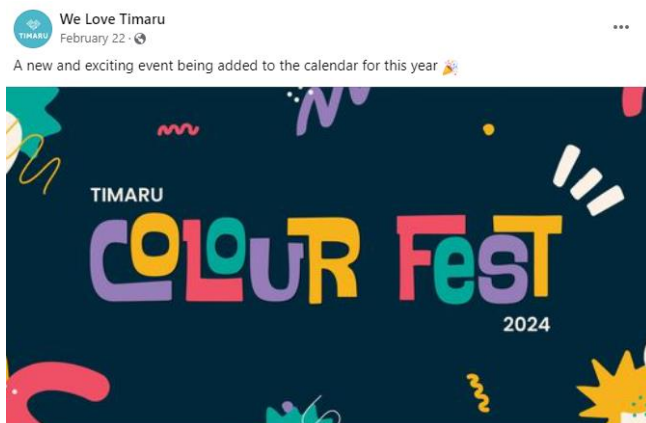 TIMARU
We Love Timaru
February 22 ·
A new and exciting event being added to the calendar for this year 🎉
TIMARU
COLOUR FesT
2024